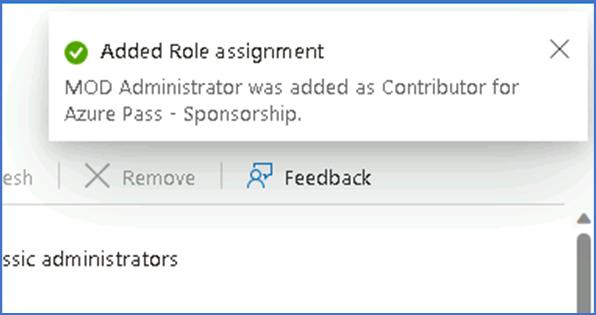 Added Role assignment
MOD Administrator was added as Contributor for
Azure Pass - Sponsorship.
esh Remove Feedback
ssic administrators